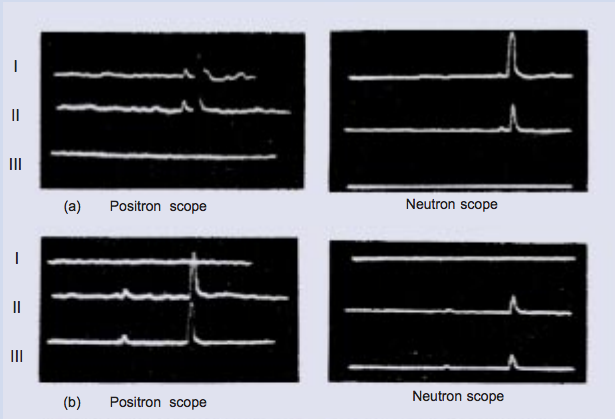 I
II
III
(a) Positron scope
Neutron scope
I
II
III
(b) Positron scope
Neutron scope